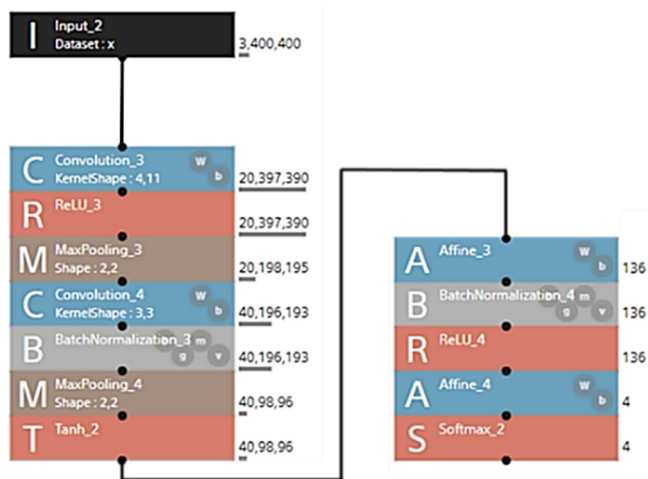 I Input_2
Dataset : x
3,400,400
C Convolution_3 W
KernelShape : 4,11 b
20,397,390
R ReLU_3
20,397,390
M MaxPooling_3
Shape : 2,2
20,198,195
C Convolution_4 W
KernelShape : 3,3 b
40,196,193
B BatchNormalization_3 m
g v
40,196,193
M MaxPooling_4
Shape : 2,2
40,98,96
T Tanh_2
40,98,96
A Affine_3 W
b
136
B BatchNormalization_4 m
g v
136
R ReLU_4
136
A Affine_4 W
b
4
S Softmax_2
4